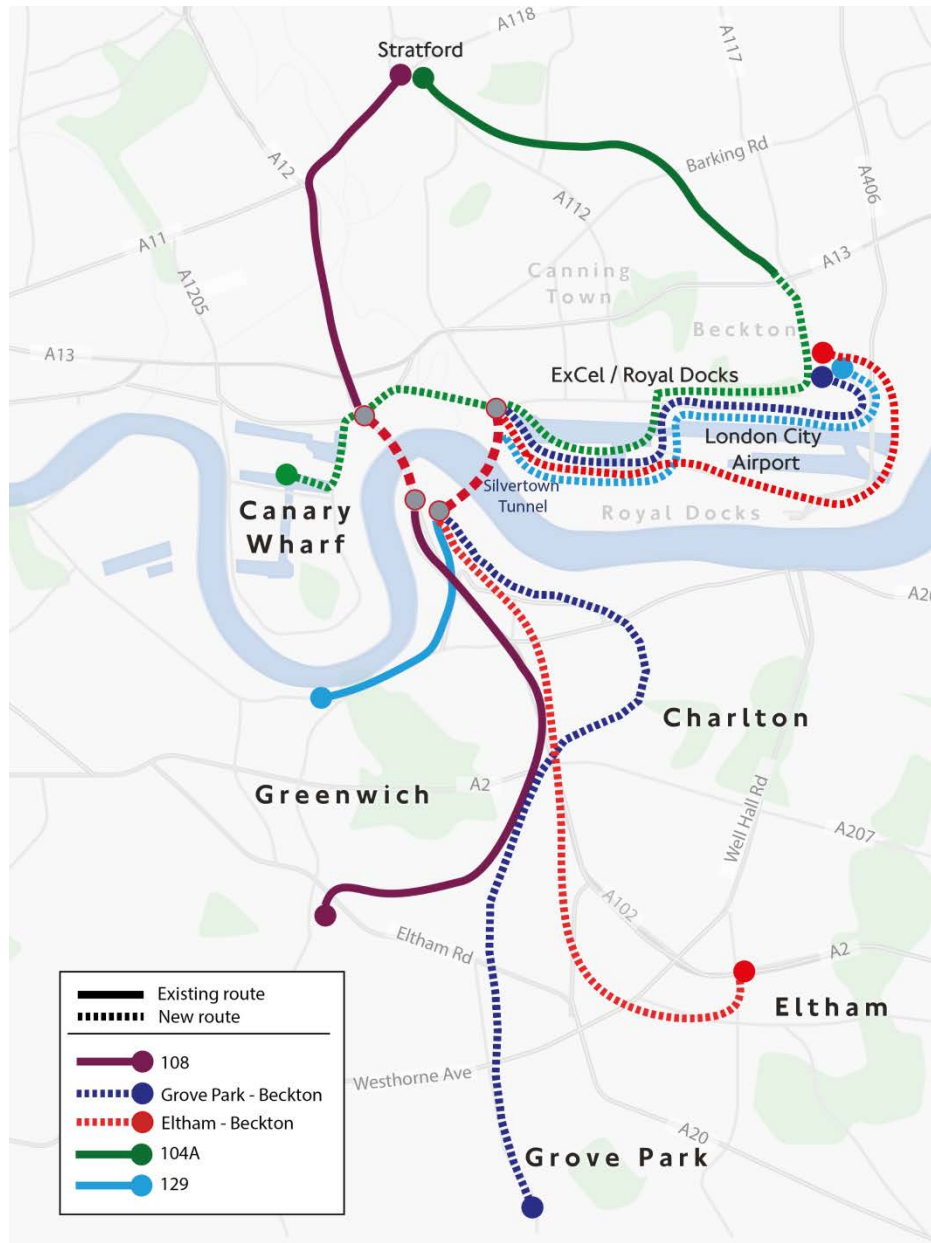 A118
A117
Stratford
Barking Rd
A12
A406
A112
A11
A13
A1205
Canning
Town
Beckton
A13
ExCel / Royal Docks
London City
Airport
Silvertown
Tunnel
Canary
Wharf
Royal Docks
A20
Charlton
Greenwich
A2
Well Hall Rd
A207
A102
Eltham Rd
A2
Eltham
Existing route
New route
108
Grove Park - Beckton
Eltham - Beckton
104A
129
Westhorne Ave
A20
Grove Park